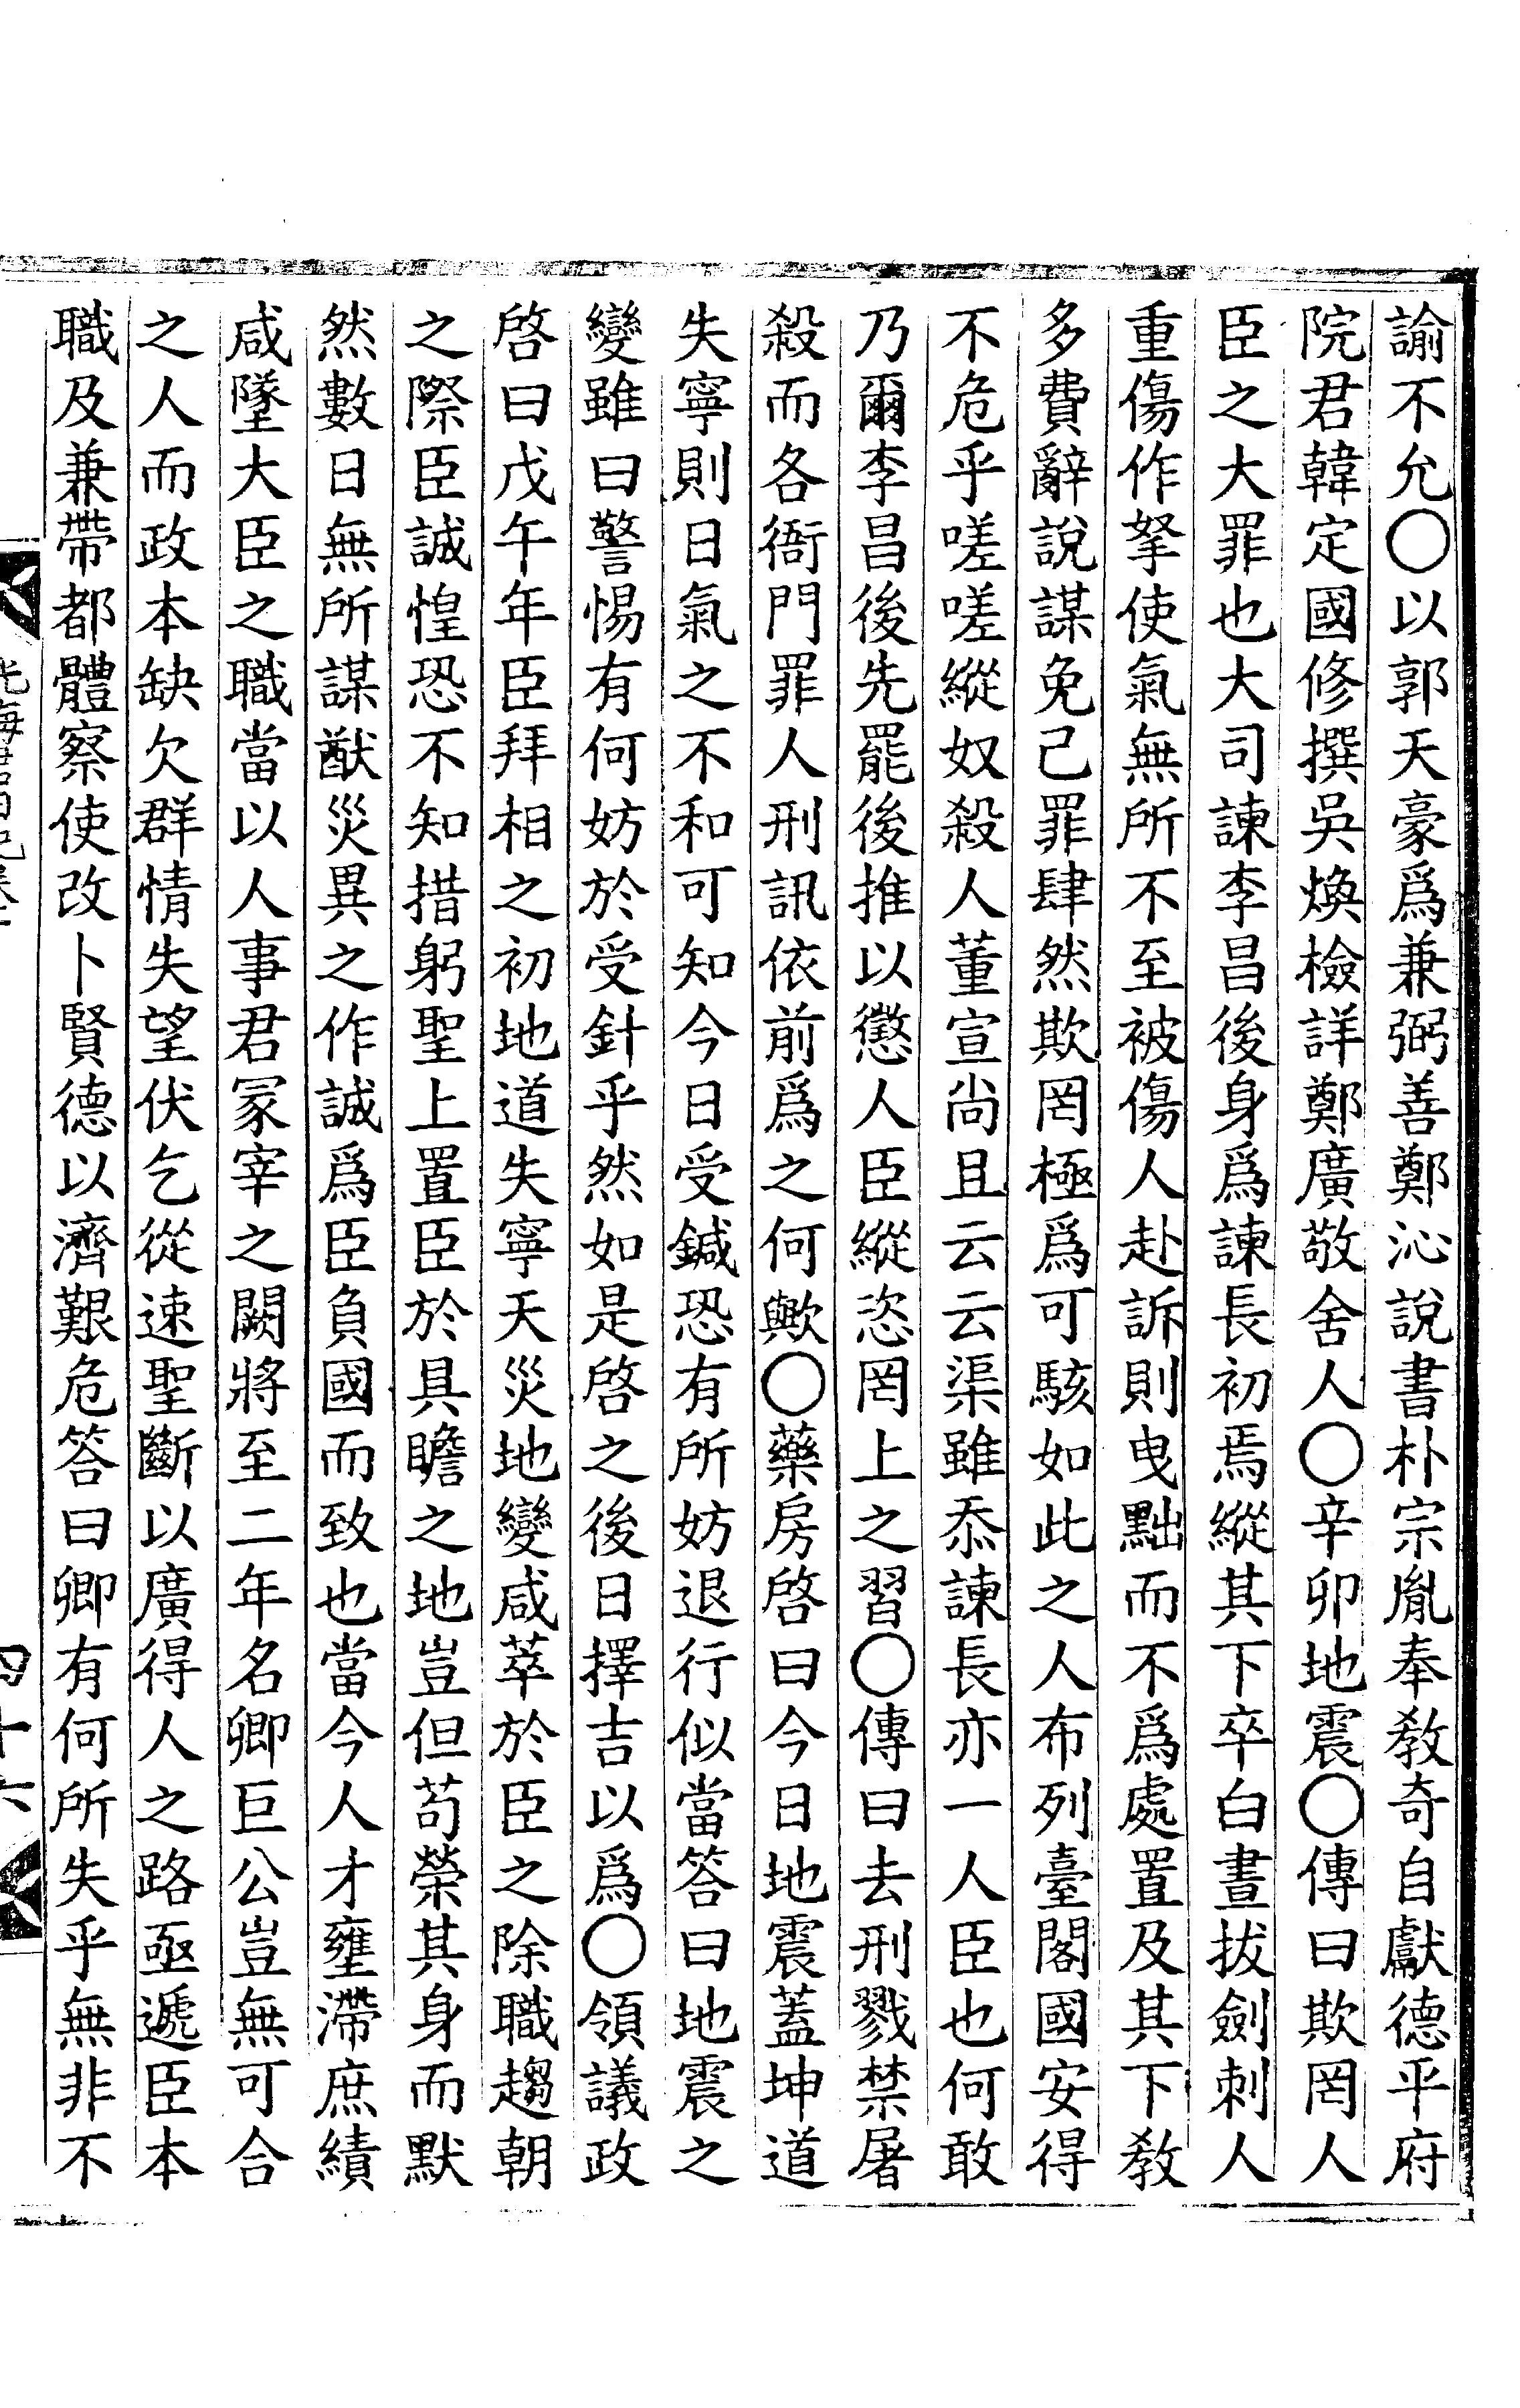 諭不允〇以郭天豪爲兼弼善鄭沁說書朴宗胤奉敎奇自獻德平府
院君韓定國修撰吳煥檢詳鄭廣敬舍人〇辛卯地震〇傳曰欺罔人
臣之大罪也大司諫李昌後身爲諫長初焉縱其下卒白晝拔劍刺人
重傷作拏使氣無所不至被傷人赴訴則曳黜而不爲處置及其下敎
多費辭說謀免己罪肆然欺罔極爲可駭如此之人布列臺閣國安得
不危乎嗟嗟縱奴殺人董宣尙且云云渠雖忝諫長亦一人臣也何敢
乃爾李昌後先罷後推以懲人臣縱恣罔上之習〇傳曰去刑戮禁屠
殺而各衙門罪人刑訊依前爲之何歟〇藥房啓曰今日地震蓋坤道
失寧則日氣之不和可知今日受鍼恐有所妨退行似當答曰地震之
變雖曰警惕有何妨於受針乎然如是啓之後日擇吉以爲〇領議政
啓曰戊午年臣拜相之初地道失寧天災地變咸萃於臣之除職趨朝
之際臣誠惶恐不知措躬聖上置臣於具瞻之地豈但苟榮其身而默
然數日無所謀猷災異之作誠爲臣負國而致也當今人才壅滯庶績
咸墜大臣之職當以人事君冢宰之闕將至二年名卿巨公豈無可合
之人而政本缺欠群情失望伏乞從速聖斷以廣得人之路亟遞臣本
職及兼帶都體察使改卜賢德以濟艱危答曰卿有何所失乎無非不